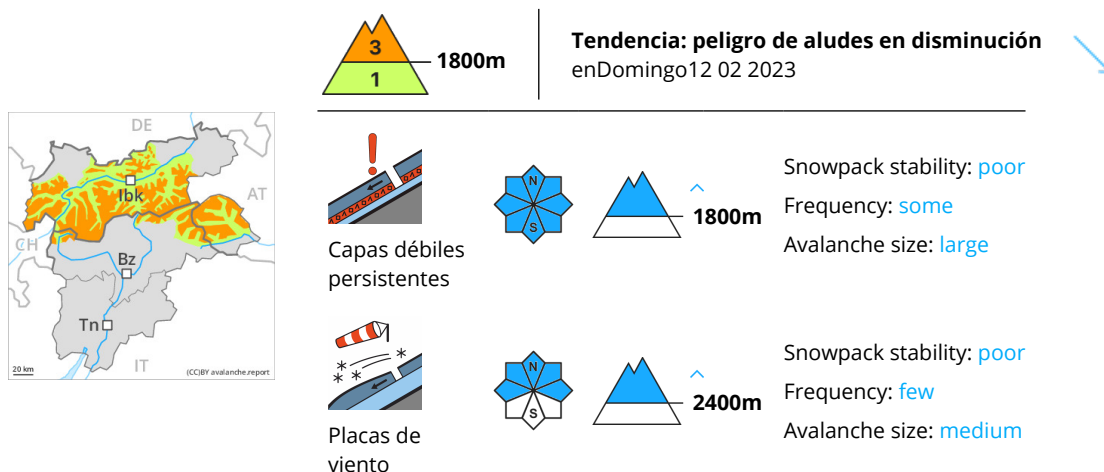 3
1
1800m
Tendencia: peligro de aludes en disminución
enDomingo12 02 2023
DE
AT
CH
IT
Ibk
Bz
Tn
20 km
(CC)BY avalanche.report
Capas débiles
persistentes
N
S
1800m
Snowpack stability: poor
Frequency: some
Avalanche size: large
Placas de
viento
N
S
2400m
Snowpack stability: poor
Frequency: few
Avalanche size: medium